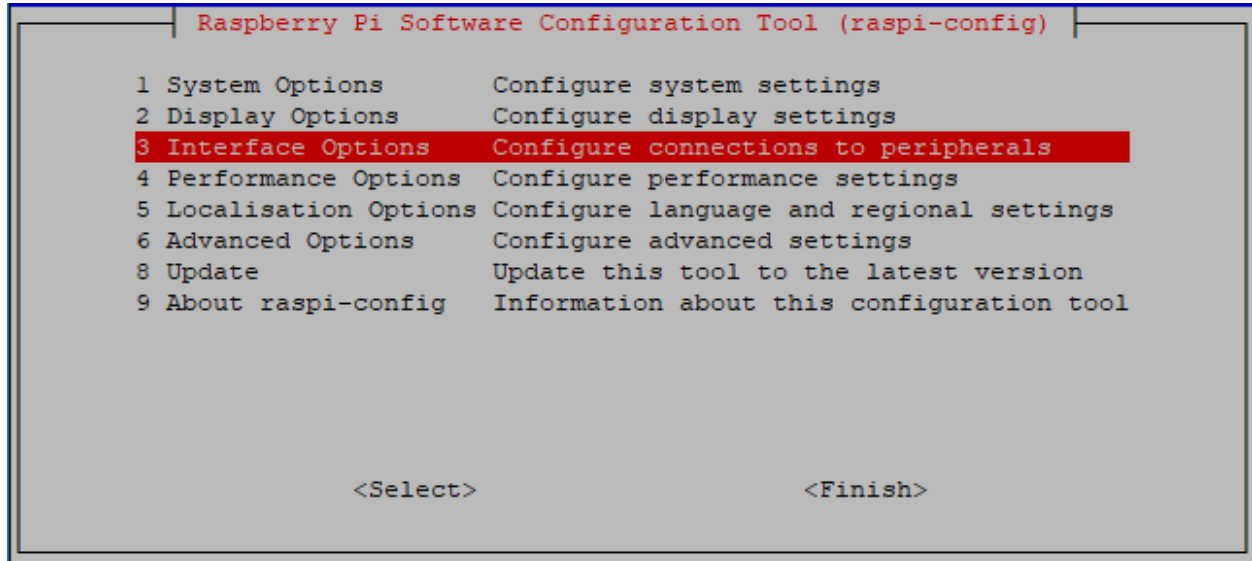 Raspberry Pi Software Configuration Tool (raspi-config)
1 System Options Configure system settings
2 Display Options Configure display settings
3 Interface Options Configure connections to peripherals
4 Performance Options Configure performance settings
5 Localisation Options Configure language and regional settings
6 Advanced Options Configure advanced settings
8 Update Update this tool to the latest version
9 About raspi-config Information about this configuration tool
<Select> <Finish>